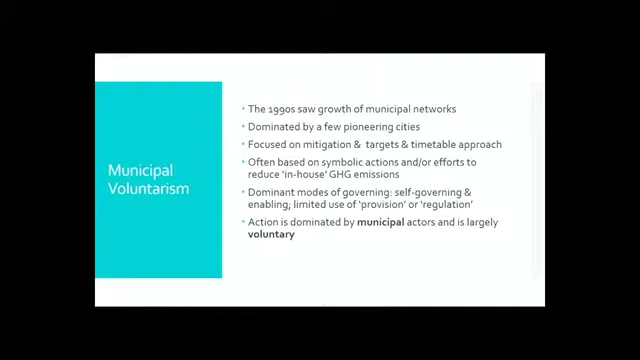 Municipal
Voluntarism
• The 1990s saw growth of municipal networks
• Dominated by a few pioneering cities
• Focused on mitigation & targets & timetable approach
• Often based on symbolic actions and/or efforts to
reduce 'in-house' GHG emissions
• Dominant modes of governing: self-governing &
enabling; limited use of 'provision' or 'regulation'
• Action is dominated by municipal actors and is largely
voluntary